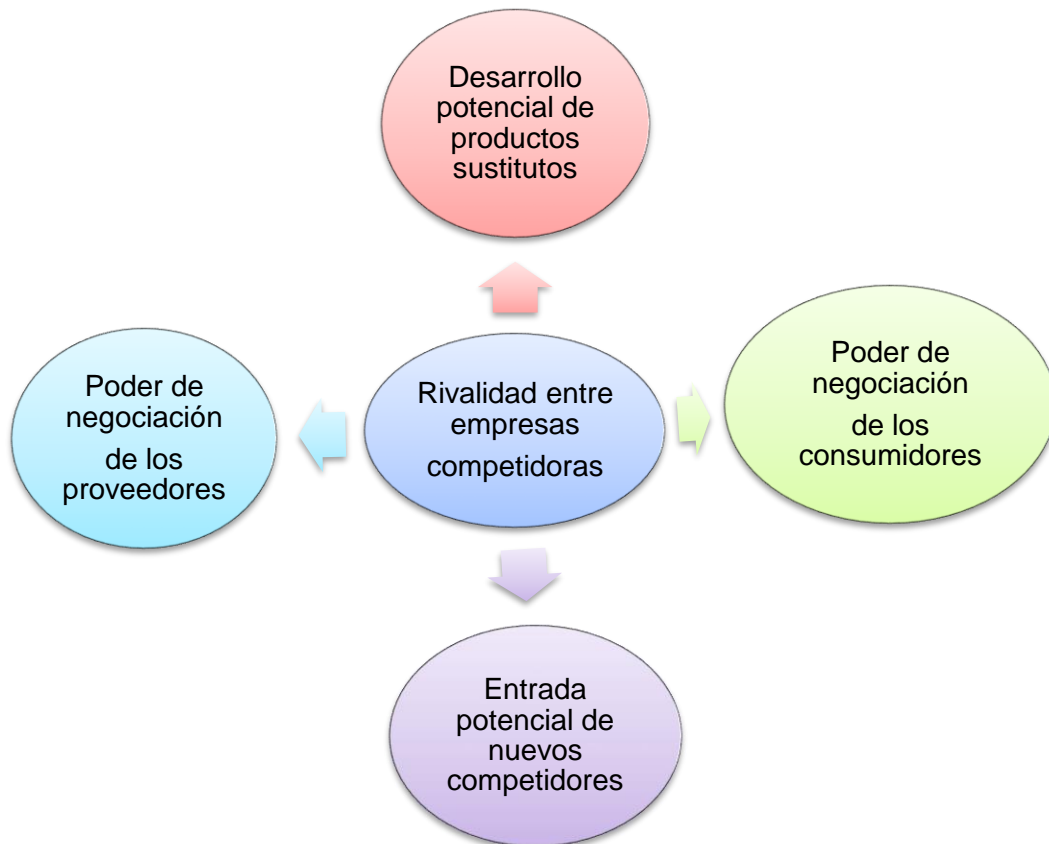 Desarrollo
potencial de
productos
sustitutos
Poder de
negociación
de los
proveedores
Rivalidad entre
empresas
competidoras
Poder de
negociación
de los
consumidores
Entrada
potencial de
nuevos
competidores